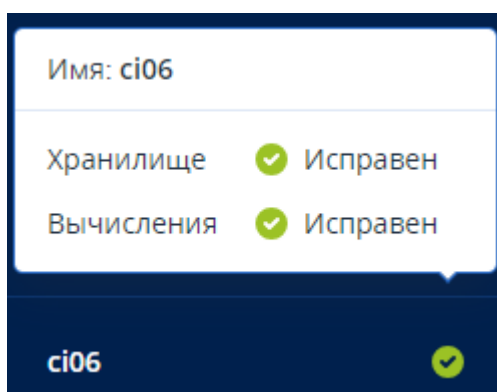 Имя: ci06
Хранилище Исправен
Вычисления Исправен
ci06